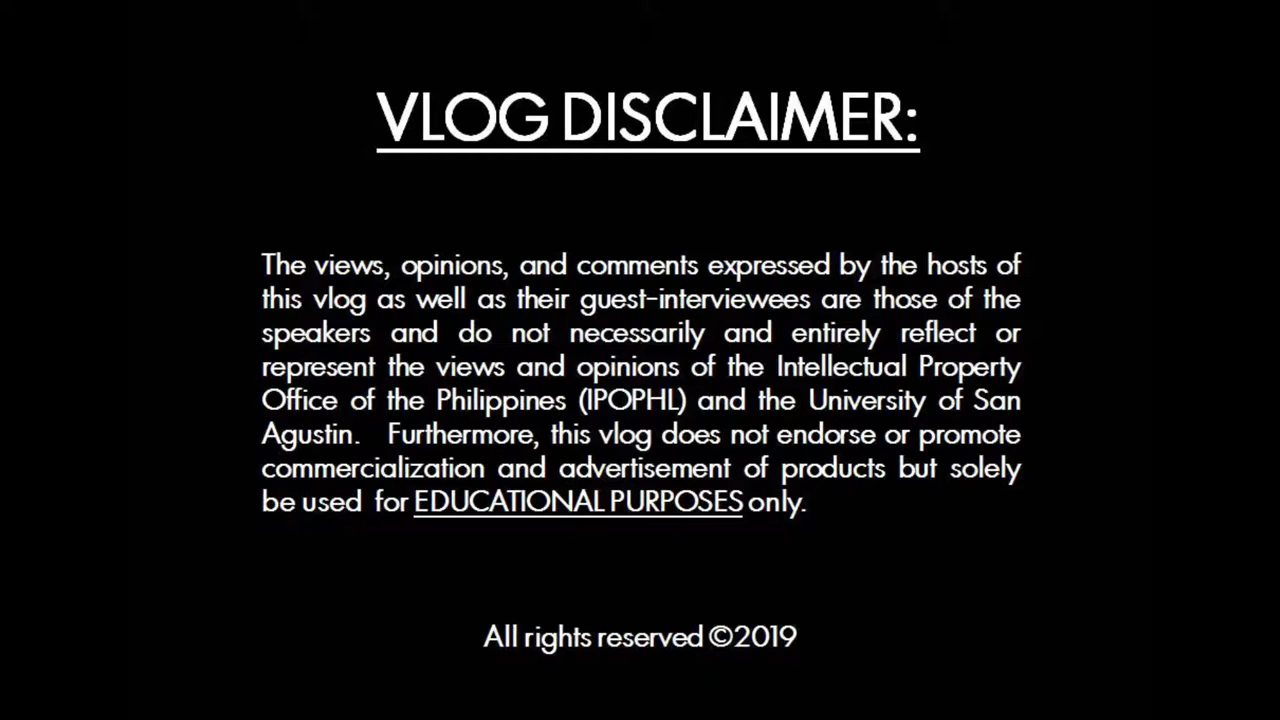 VLOG DISCLAIMER:
The views, opinions, and comments expressed by the hosts of
this vlog as well as their guest-interviewees are those of the
speakers and do not necessarily and entirely reflect or
represent the views and opinions of the Intellectual Property
Office of the Philippines (IPOPHL) and the University of San
Agustin. Furthermore, this vlog does not endorse or promote
commercialization and advertisement of products but solely
be used for EDUCATIONAL PURPOSES only.
All rights reserved ©2019